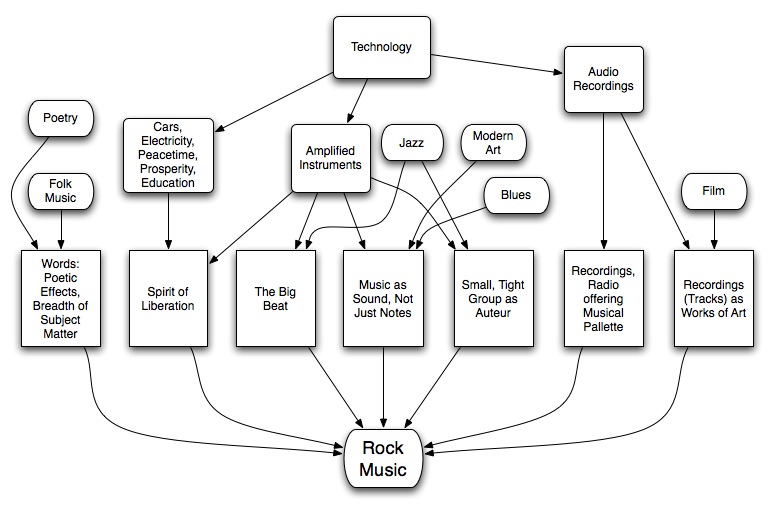 Technology
Audio
Recordings
Poetry
Cars,
Electricity,
Peacetime,
Prosperity,
Education
Amplified
Instruments
Jazz
Modern
Art
Folk
Music
Blues
Film
Words:
Poetic
Effects,
Breadth of
Subject
Matter
Spirit of
Liberation
The Big
Beat
Music as
Sound, Not
Just Notes
Small, Tight
Group as
Auteur
Recordings,
Radio
offering
Musical
Pallette
Recordings
(Tracks) as
Works of Art
Rock
Music